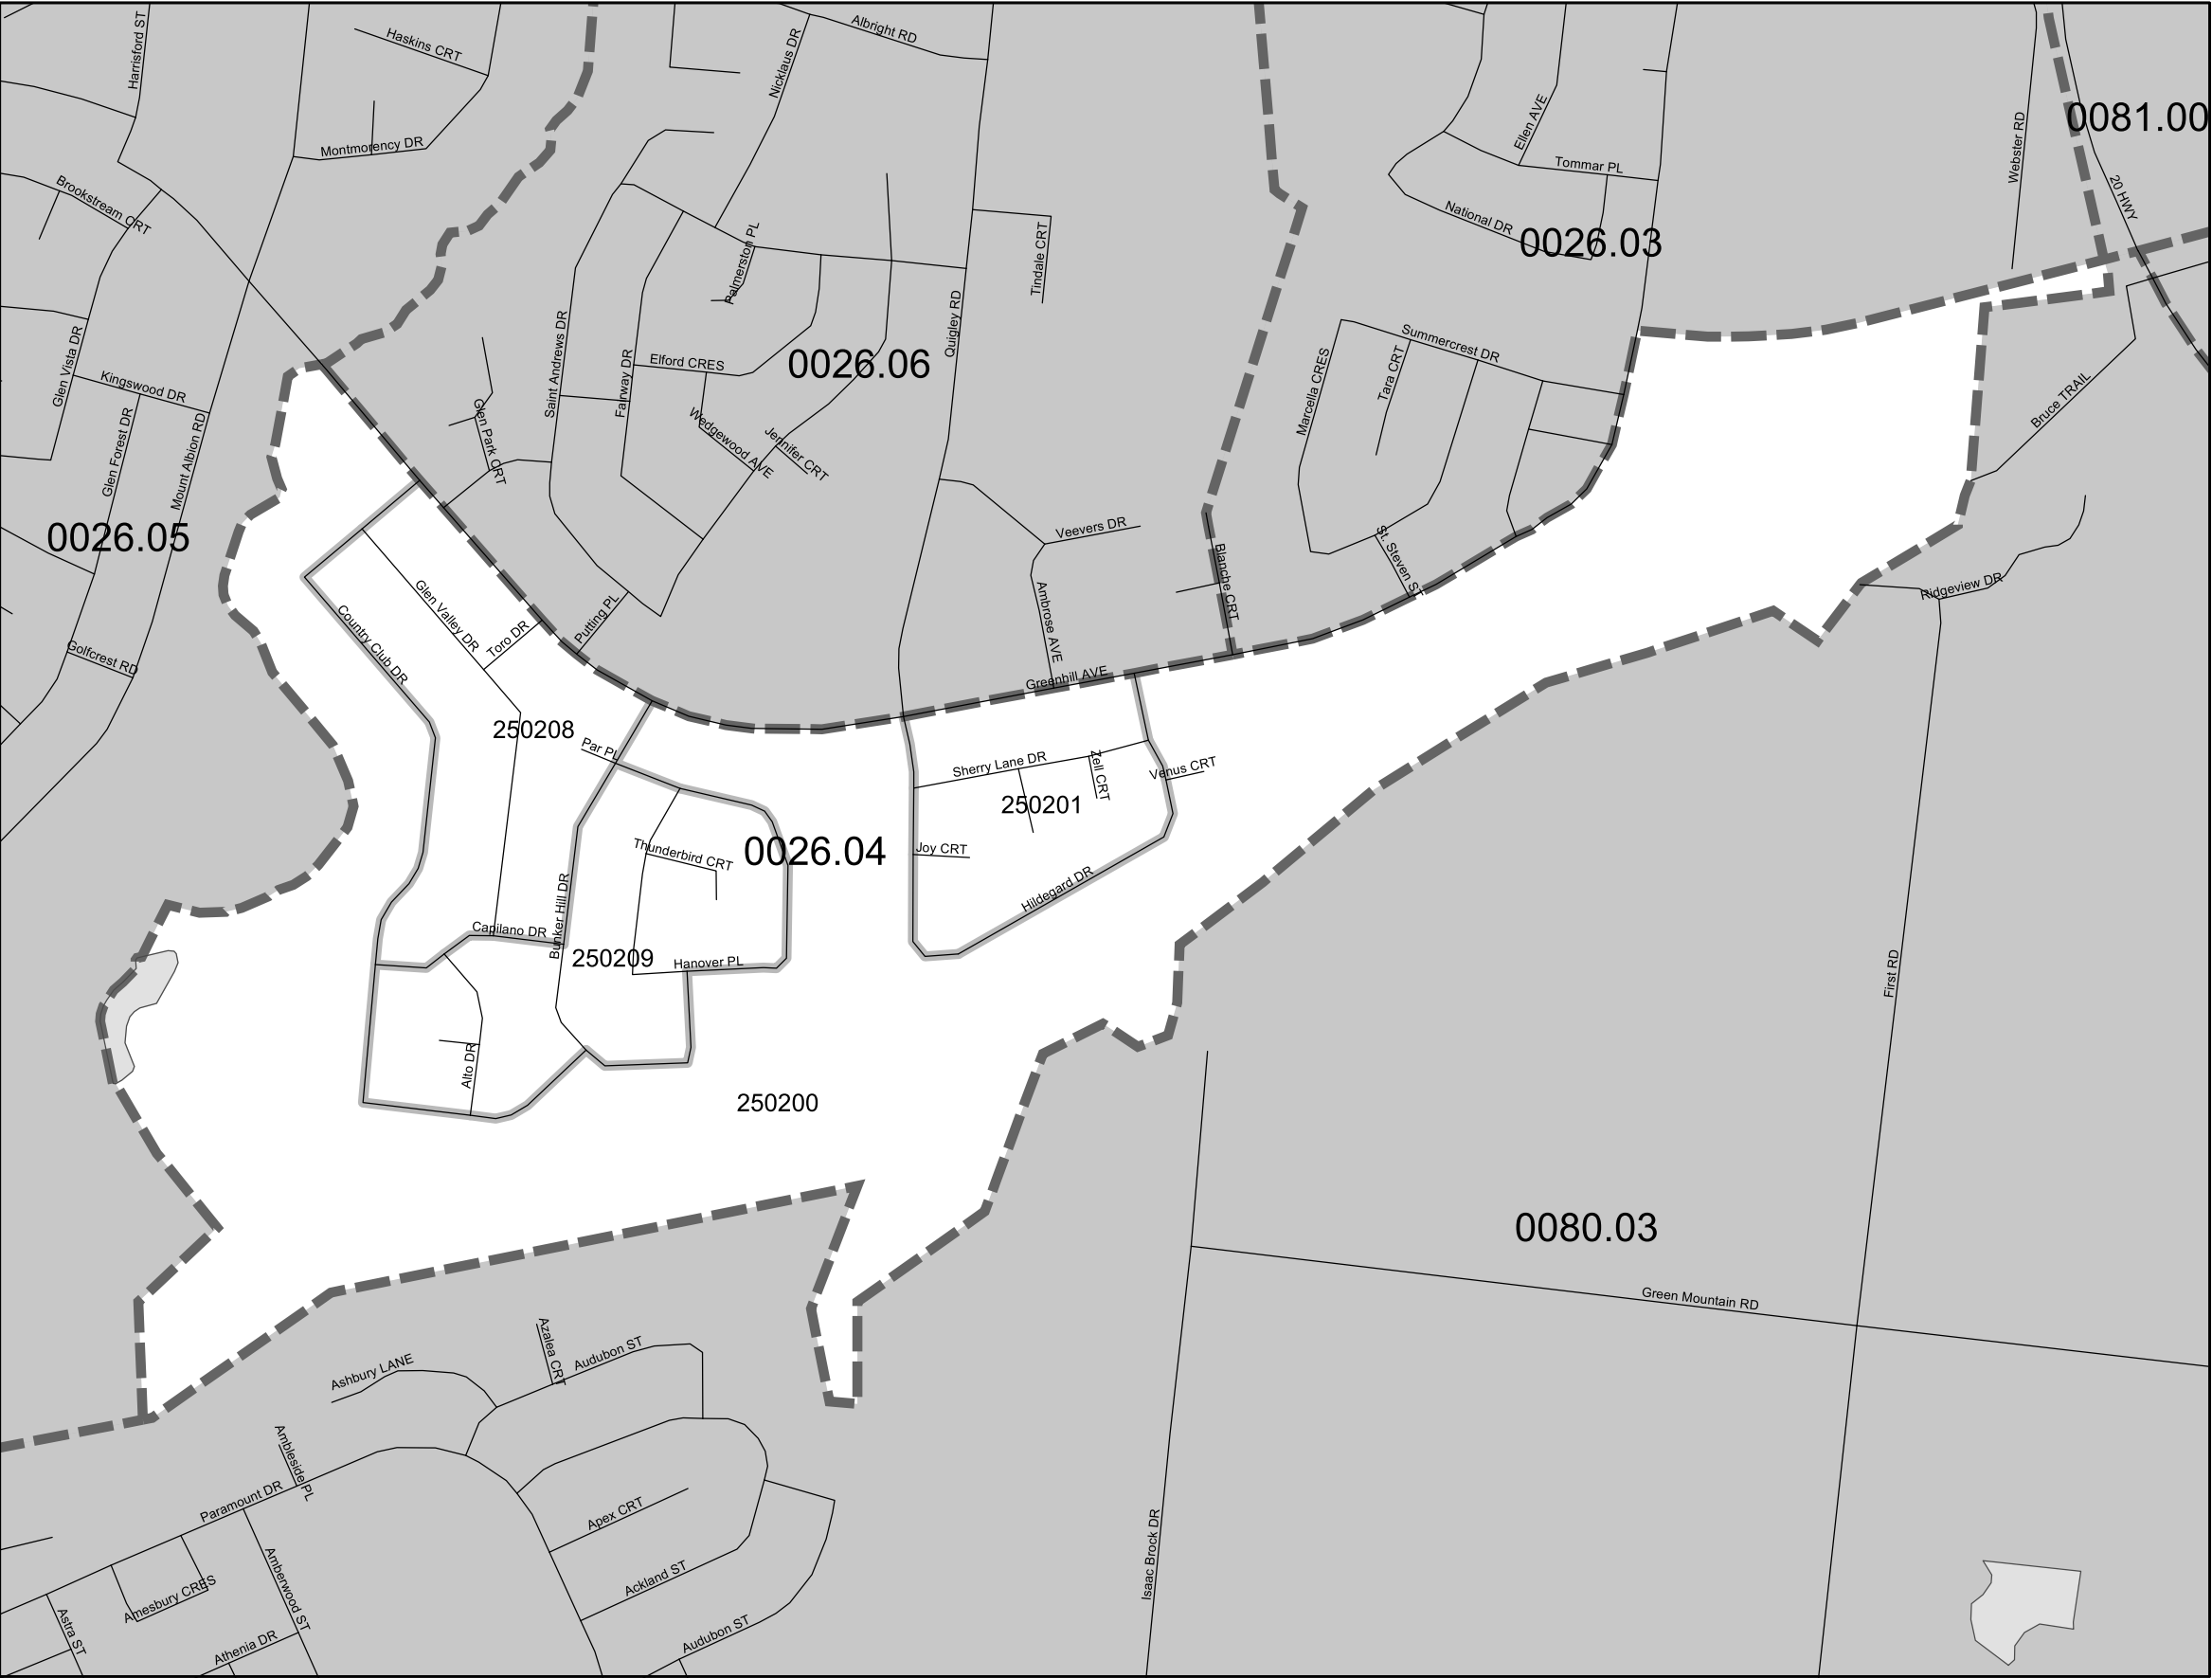 Harrisford ST
Haskins CRT
Nicklaus DR
Albright RD
Ellen AVE
Webster RD
0081.00
Montmorency DR
Tommar PL
20 HWY
Brookstream CRT
National DR
0026.03
Palmerston PL
Tindale CRT
Quigley RD
Glen Vista DR
Kingswood DR
Saint Andrews DR
Fairway DR
Elford CRES
0026.06
Summercrest DR
Marcella CRES
Tara CRT
Bruce TRAIL
Glen Forest DR
Mount Albion RD
Glen Park CRT
Wedgewood AVE
Jennifer CRT
0026.05
Veevers DR
Blanche CRT
St. Steven ST
Ridgeview DR
Country Club DR
Glen Valley DR
Toro DR
Putting PL
Ambrose AVE
Golfcrest RD
Greenhill AVE
250208
Par PL
Sherry Lane DR
Zell CRT
Venus CRT
250201
0026.04
Thunderbird CRT
Joy CRT
Hildegard DR
Bunker Hill DR
Capilano DR
250209
Hanover PL
First RD
Alto DR
250200
0080.03
Green Mountain RD
Azalea CRT
Audubon ST
Ashbury LANE
Ambleside PL
Paramount DR
Apex CRT
Isaac Brock DR
Amberwood ST
Ackland ST
Amesbury CRES
Astra ST
Athenia DR
Audubon ST